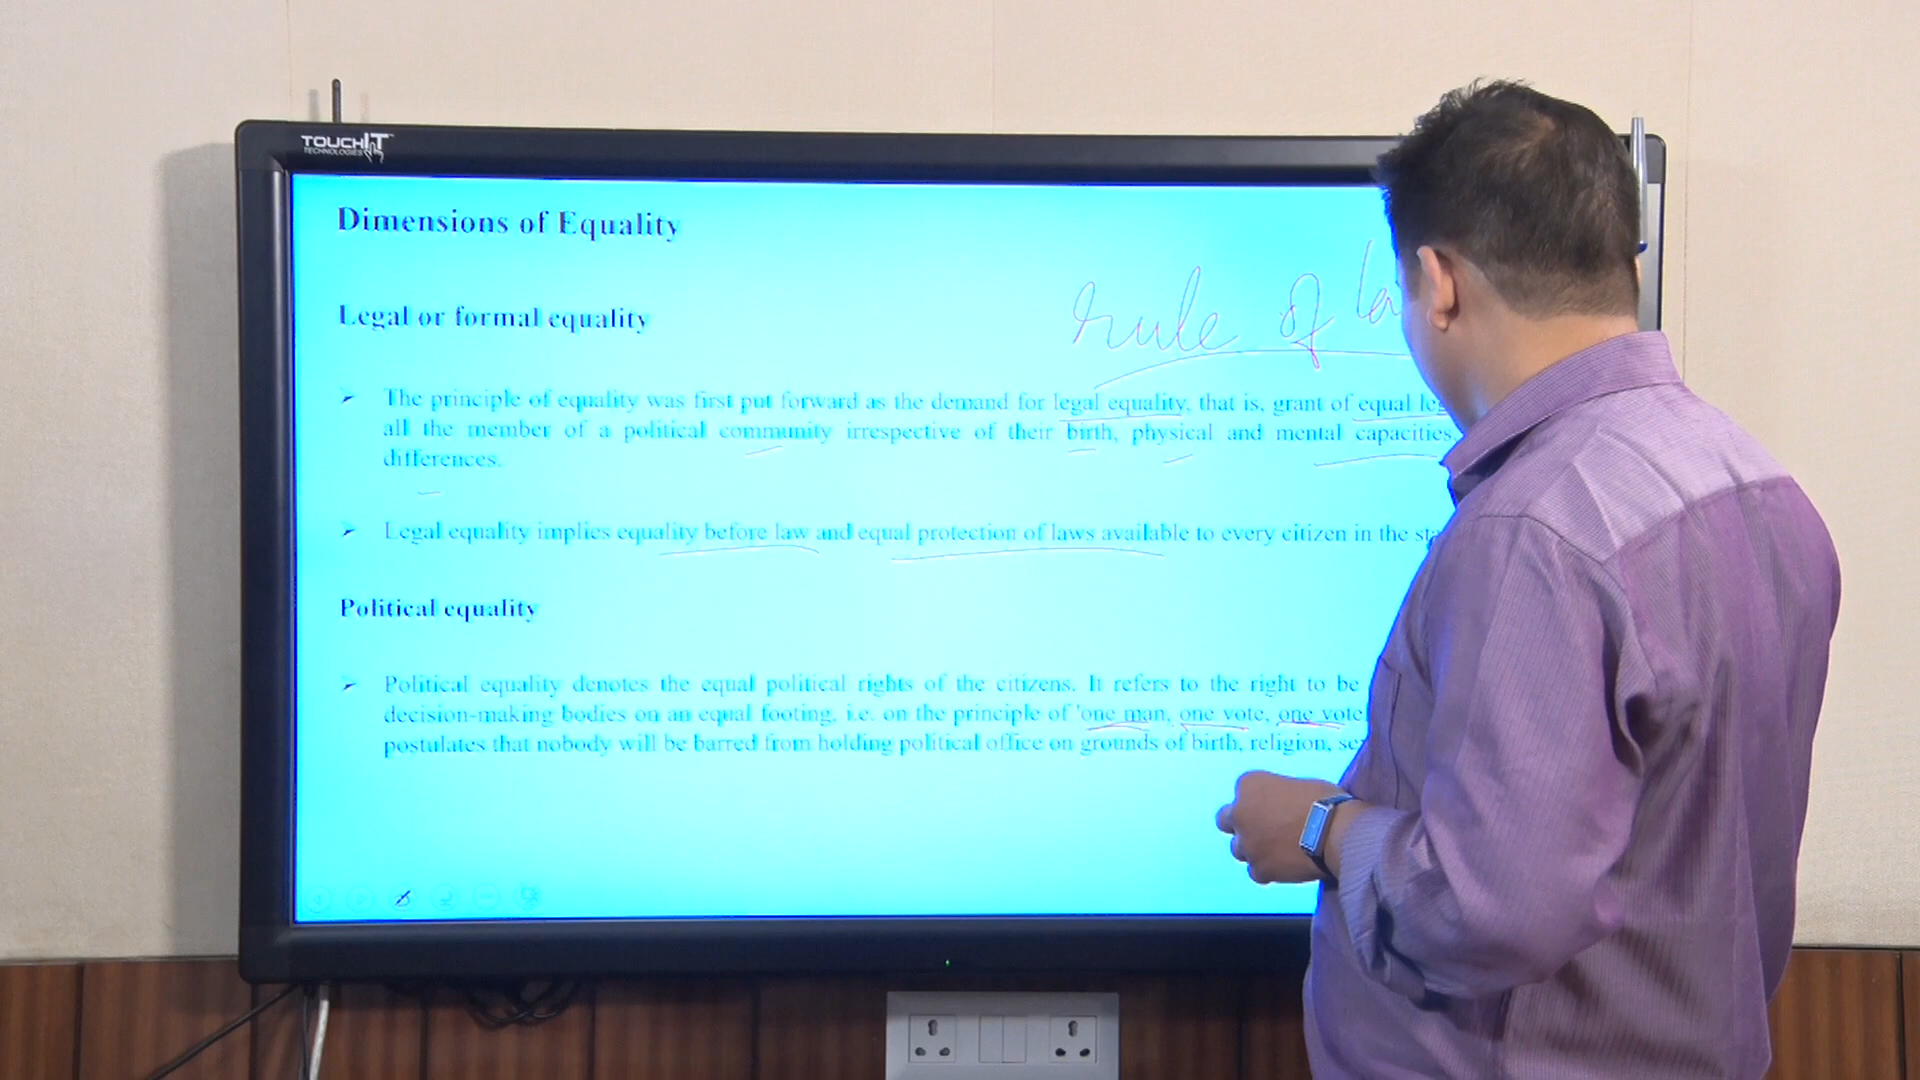 TOUCHIT
TECHNOLOGIES
Dimensions of Equality
rule of la
Legal or formal equality
The principle of equality was first put forward as the demand for legal equality, that is, grant of equal leg
all the member of a political community irrespective of their birth, physical and mental capacities,
differences.
Legal equality implies equality before law and equal protection of laws available to every citizen in the sta
Political equality
Political equality denotes the equal political rights of the citizens. It refers to the right to be
decision-making bodies on an equal footing, i.e. on the principle of 'one man, one vote, one vote
postulates that nobody will be barred from holding political office on grounds of birth, religion, se